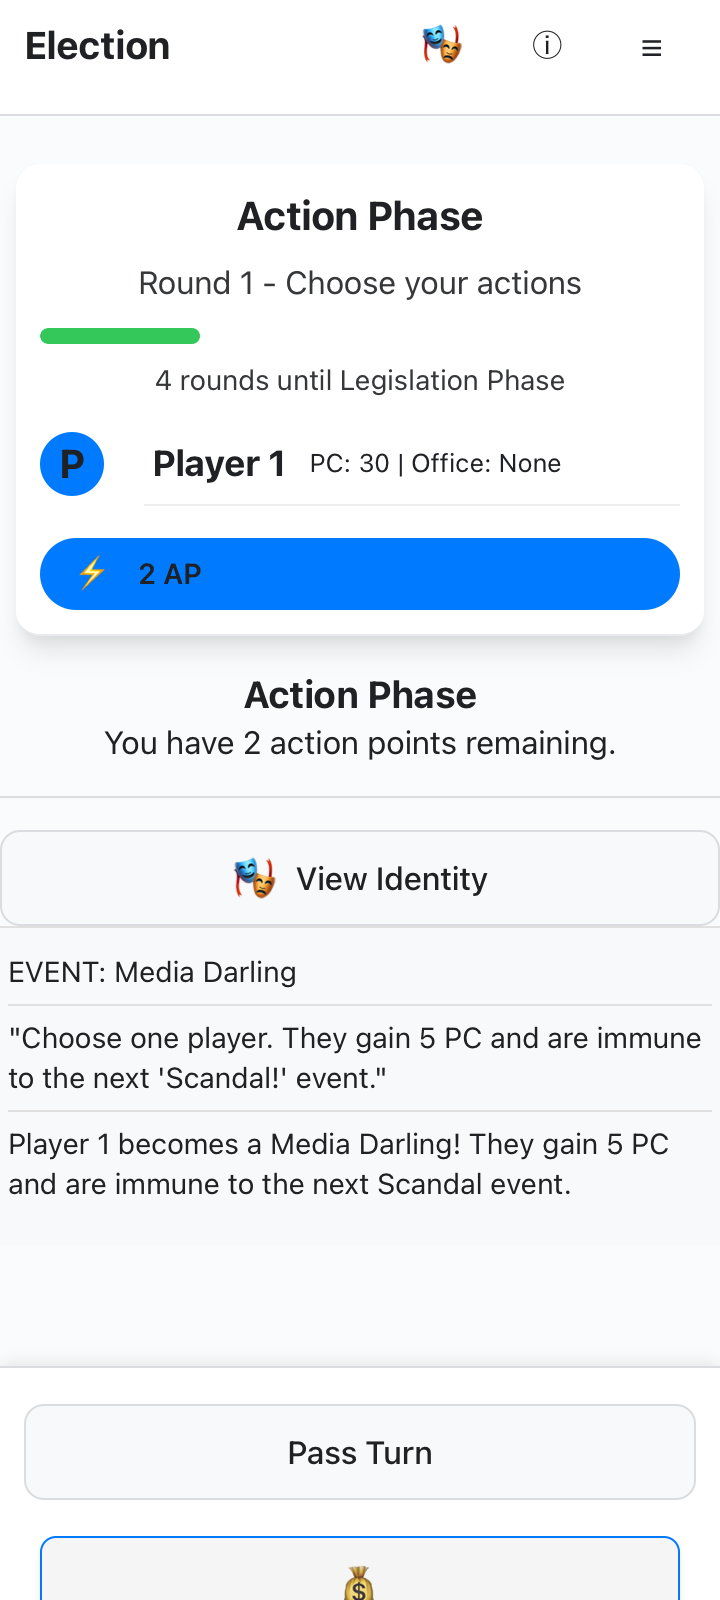 Election
Action Phase
Round 1 - Choose your actions
4 rounds until Legislation Phase
P
Player 1 PC: 30 | Office: None
2 AP
Action Phase
You have 2 action points remaining.
View Identity
EVENT: Media Darling
"Choose one player. They gain 5 PC and are immune
to the next 'Scandal!' event."
Player 1 becomes a Media Darling! They gain 5 PC
and are immune to the next Scandal event.
Pass Turn